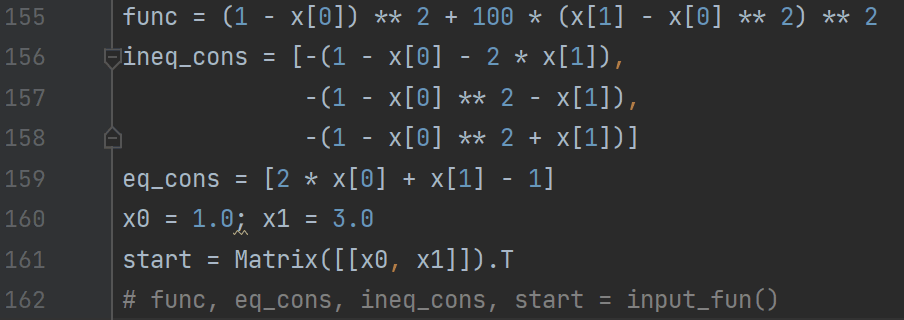 155 func = (1 - x[0]) ** 2 + 100 * (x[1] - x[0] ** 2) ** 2
156 ineq_cons = [-(1 - x[0] - 2 * x[1]),
157              -(1 - x[0] ** 2 - x[1]),
158              -(1 - x[0] ** 2 + x[1])]
159 eq_cons = [2 * x[0] + x[1] - 1]
160 x0 = 1.0; x1 = 3.0
161 start = Matrix([[x0, x1]]).T
162 # func, eq_cons, ineq_cons, start = input_fun()